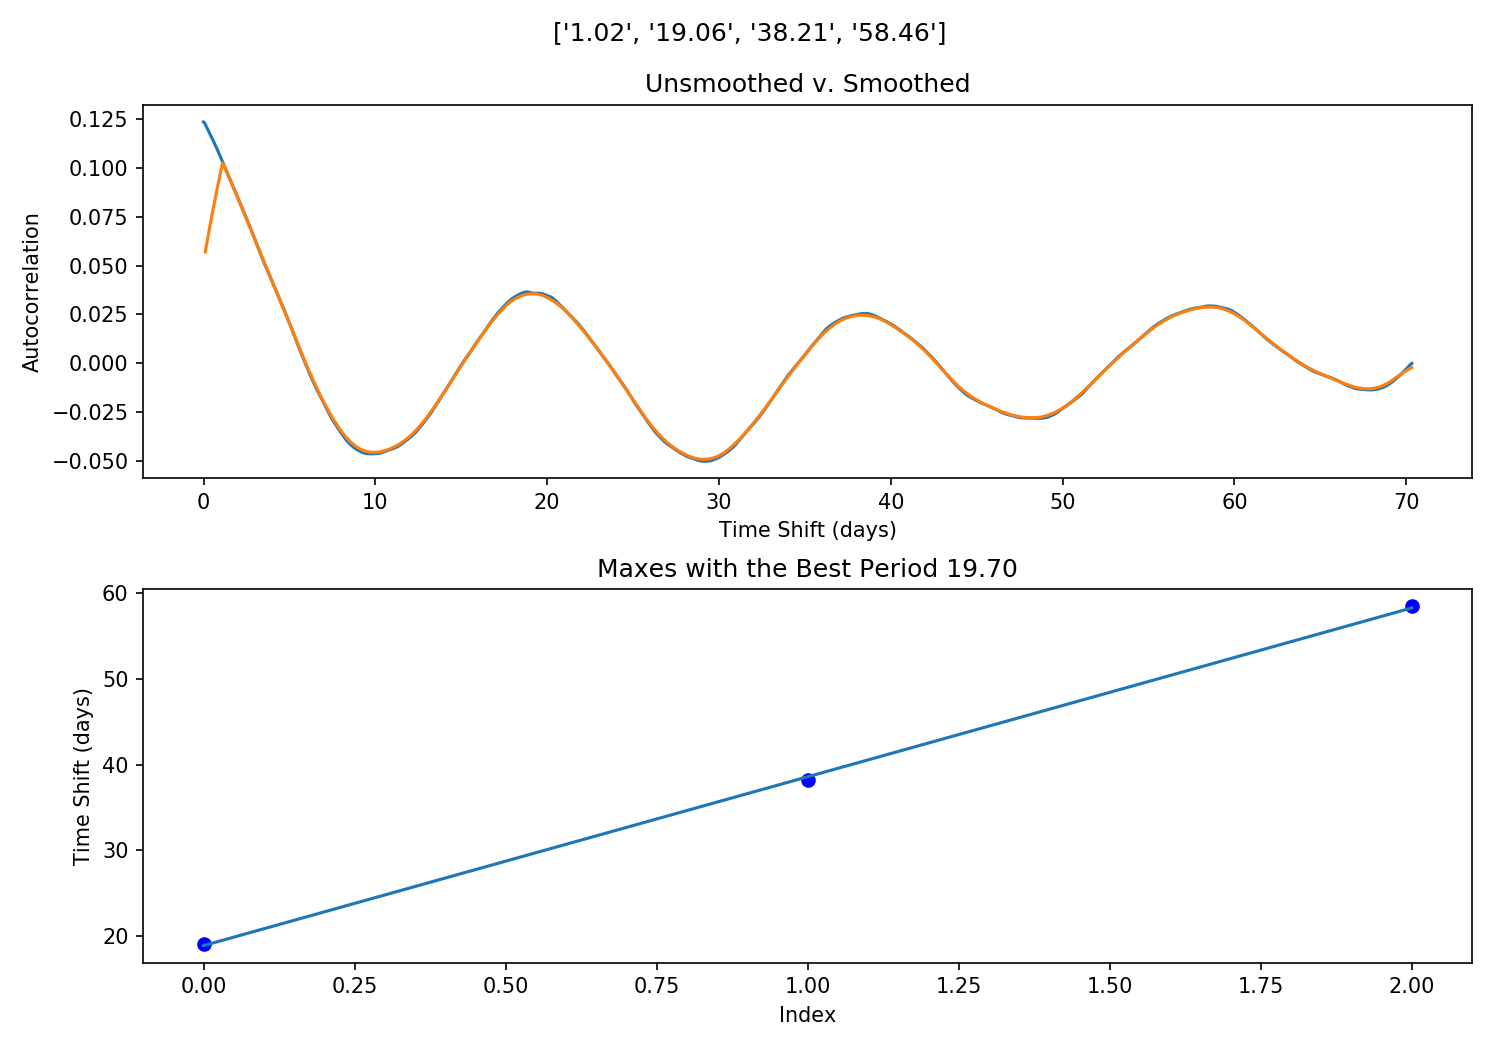 ['1.02', '19.06', '38.21', '58.46']
Unsmoothed v. Smoothed
0.125
0.100
0.075
0.050
0.025
0.000
−0.025
−0.050
Autocorrelation
0 10 20 30 40 50 60 70
Time Shift (days)
Maxes with the Best Period 19.70
60
50
40
30
20
Time Shift (days)
0.00 0.25 0.50 0.75 1.00 1.25 1.50 1.75 2.00
Index